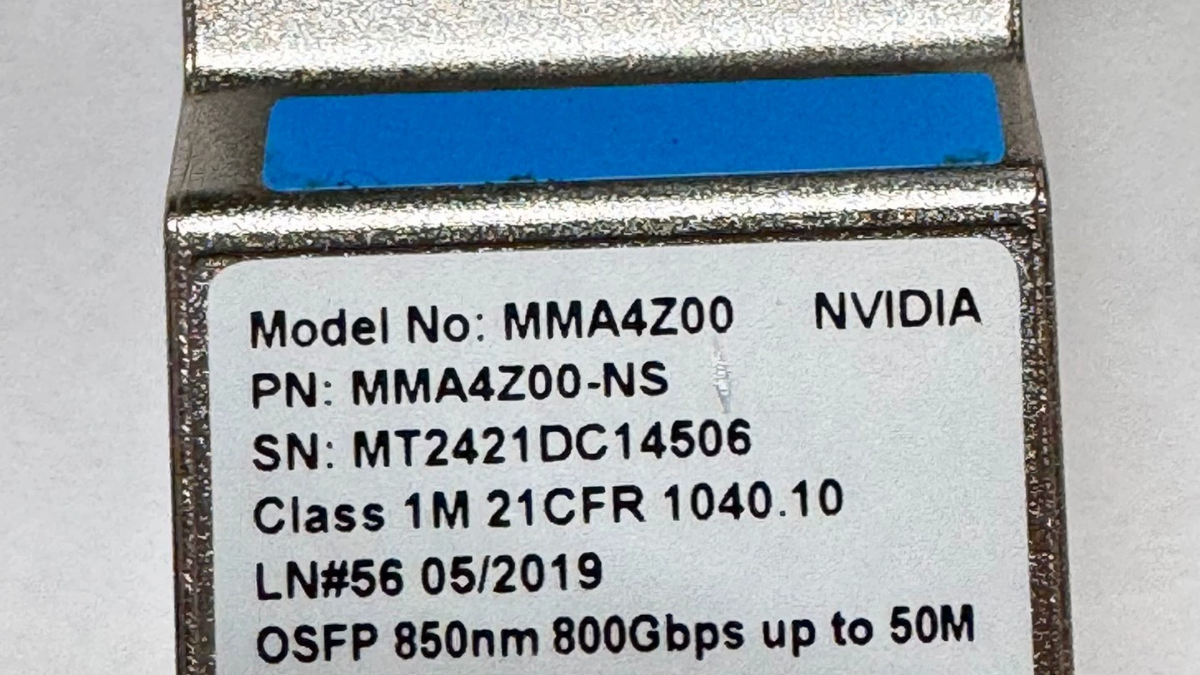 Model No: MMA4Z00 NVIDIA
PN: MMA4Z00-NS
SN: MT2421DC14506
Class 1M 21CFR 1040.10
LN#56 05/2019
OSFP 850nm 800Gbps up to 50M